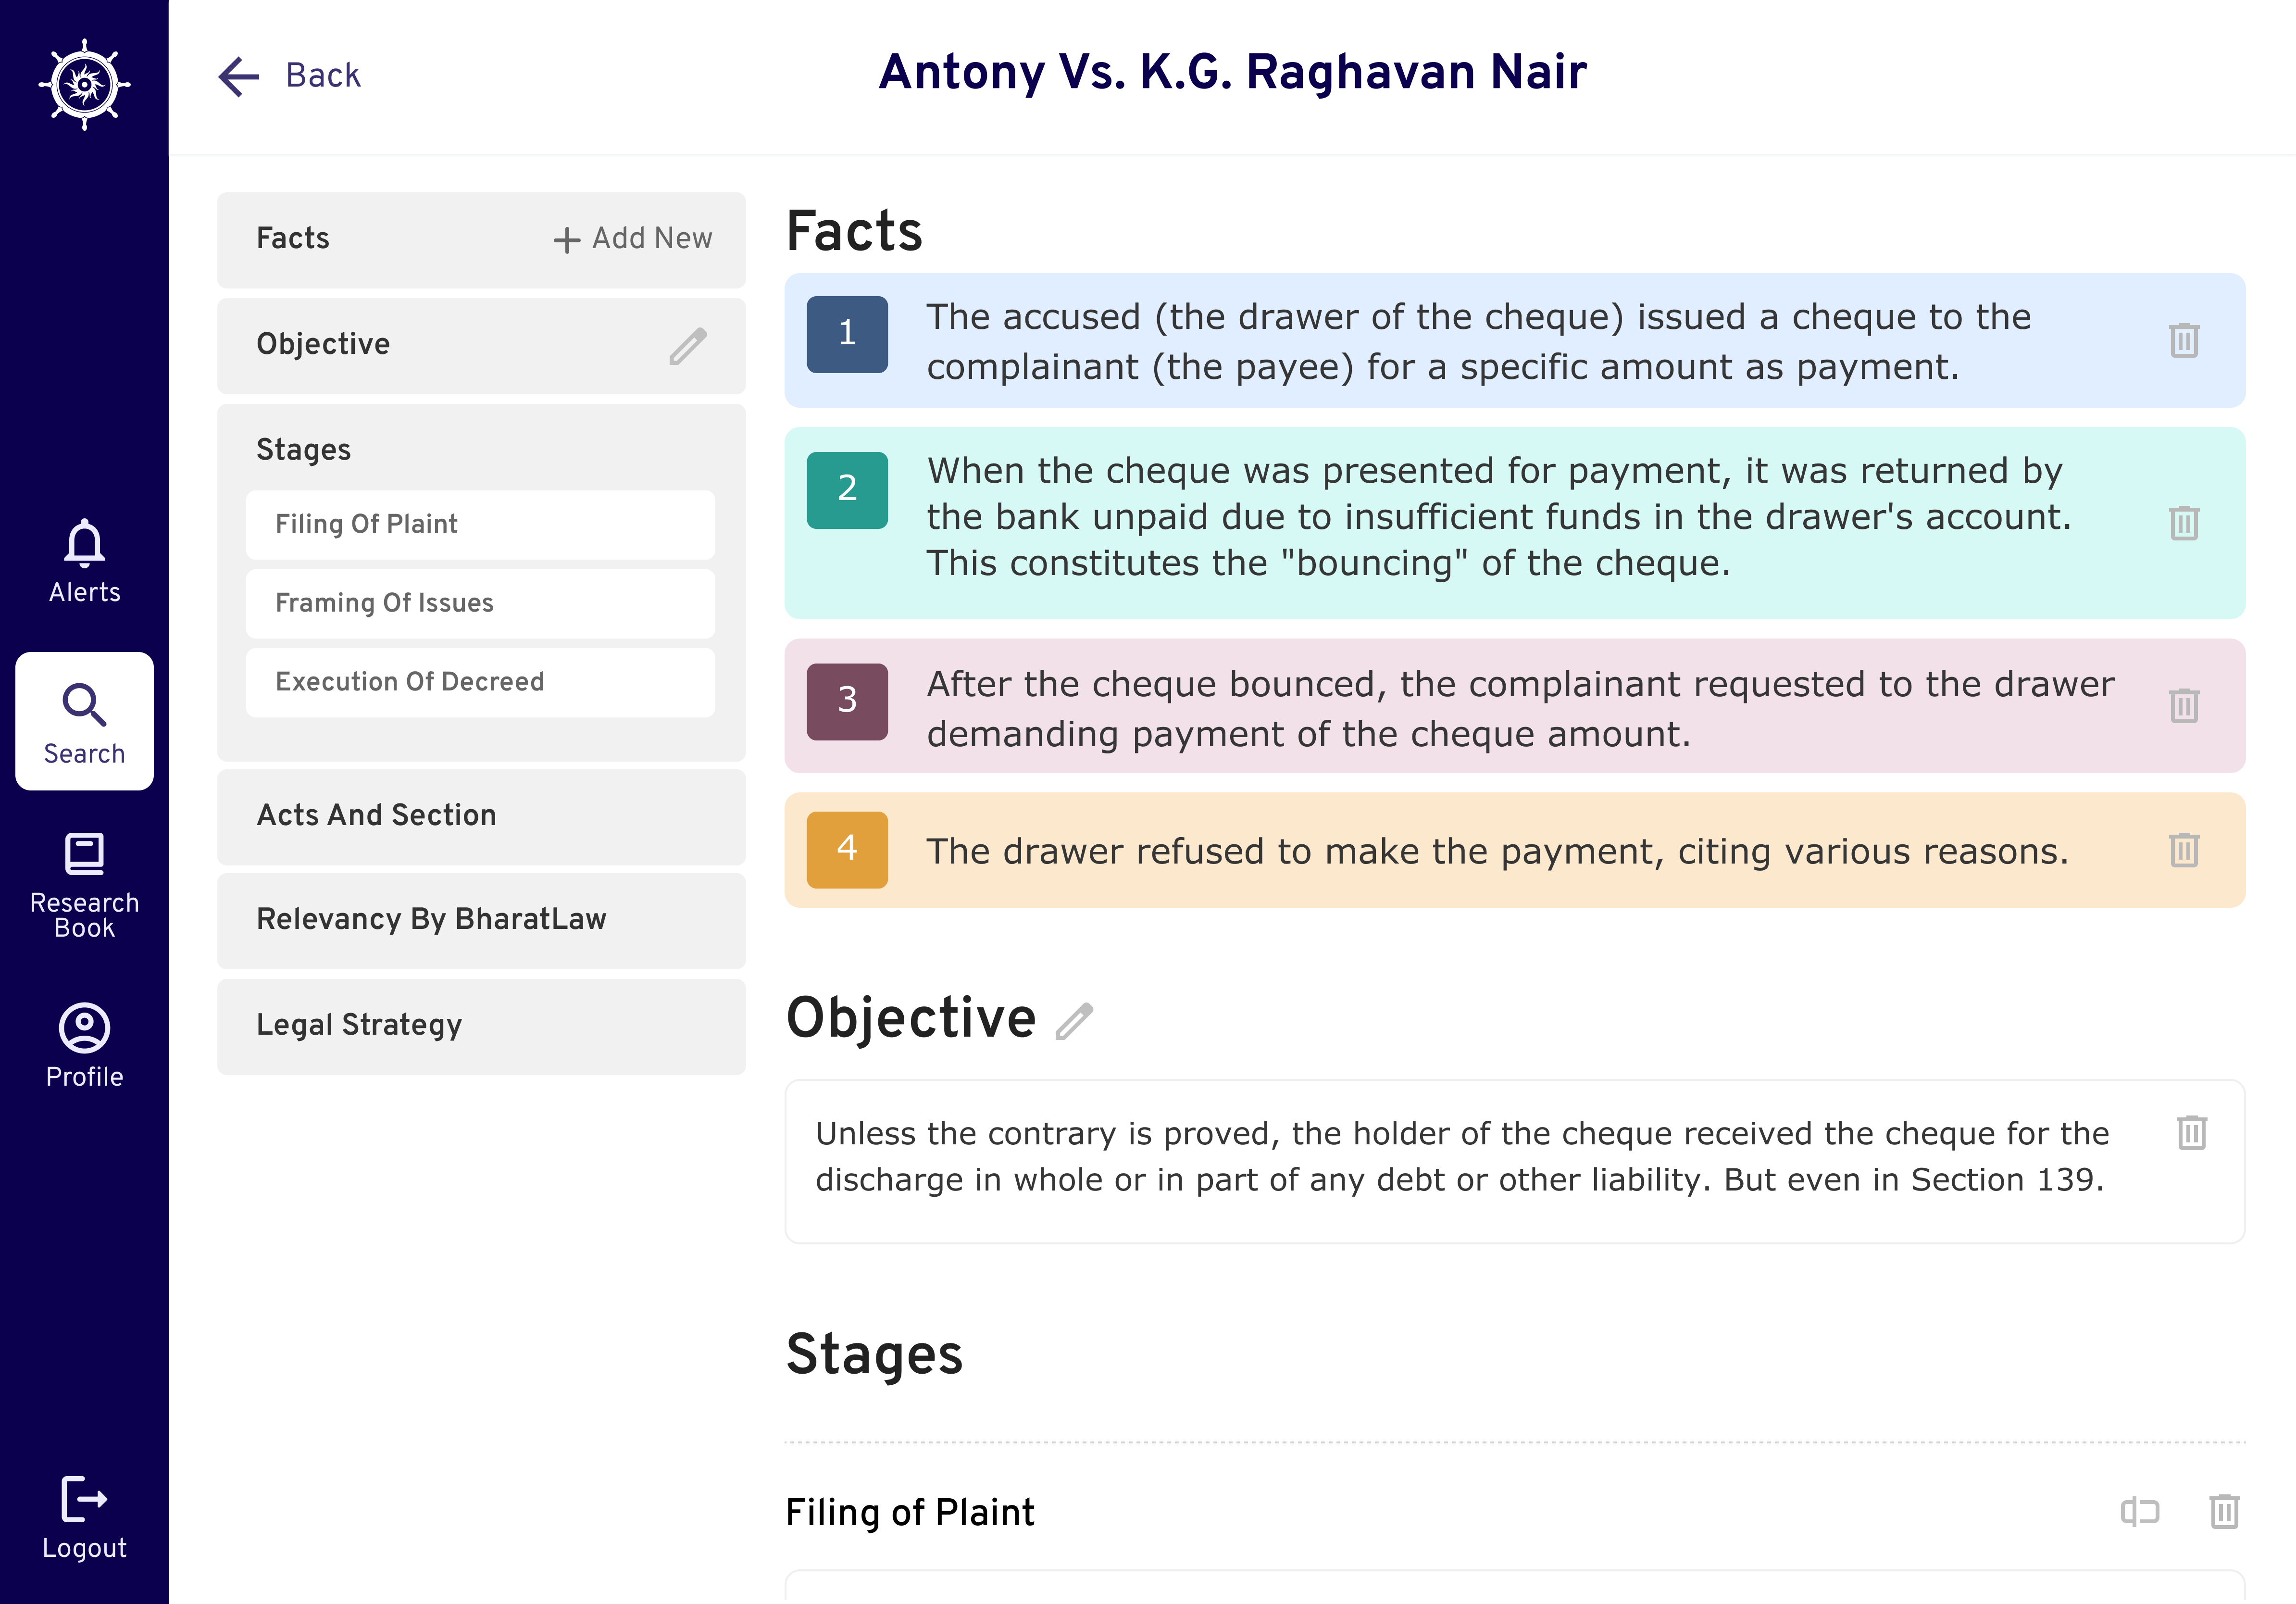 Back
Antony Vs. K.G. Raghavan Nair
Alerts
Search
Research
Book
Profile
Logout
Facts
Add New
Objective
Stages
Filing Of Plaint
Framing Of Issues
Execution Of Decreed
Acts And Section
Relevancy By BharatLaw
Legal Strategy
Facts
1
The accused (the drawer of the cheque) issued a cheque to the
complainant (the payee) for a specific amount as payment.
2
When the cheque was presented for payment, it was returned by
the bank unpaid due to insufficient funds in the drawer's account.
This constitutes the "bouncing" of the cheque.
3
After the cheque bounced, the complainant requested to the drawer
demanding payment of the cheque amount.
4
The drawer refused to make the payment, citing various reasons.
Objective
Unless the contrary is proved, the holder of the cheque received the cheque for the
discharge in whole or in part of any debt or other liability. But even in Section 139.
Stages
Filing of Plaint